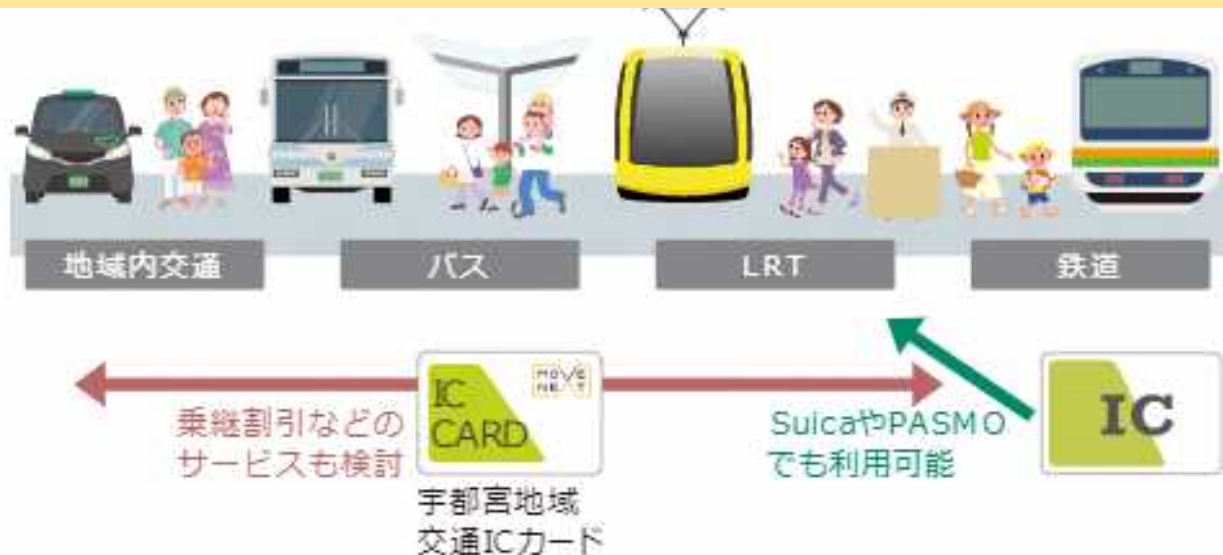 地域内交通
バス
LRT
鉄道
IC
CARD
MOVE
NEXT
乗継割引などの
サービスも検討
SuicaやPASMO
でも利用可能
IC
宇都宮地域
交通ICカード